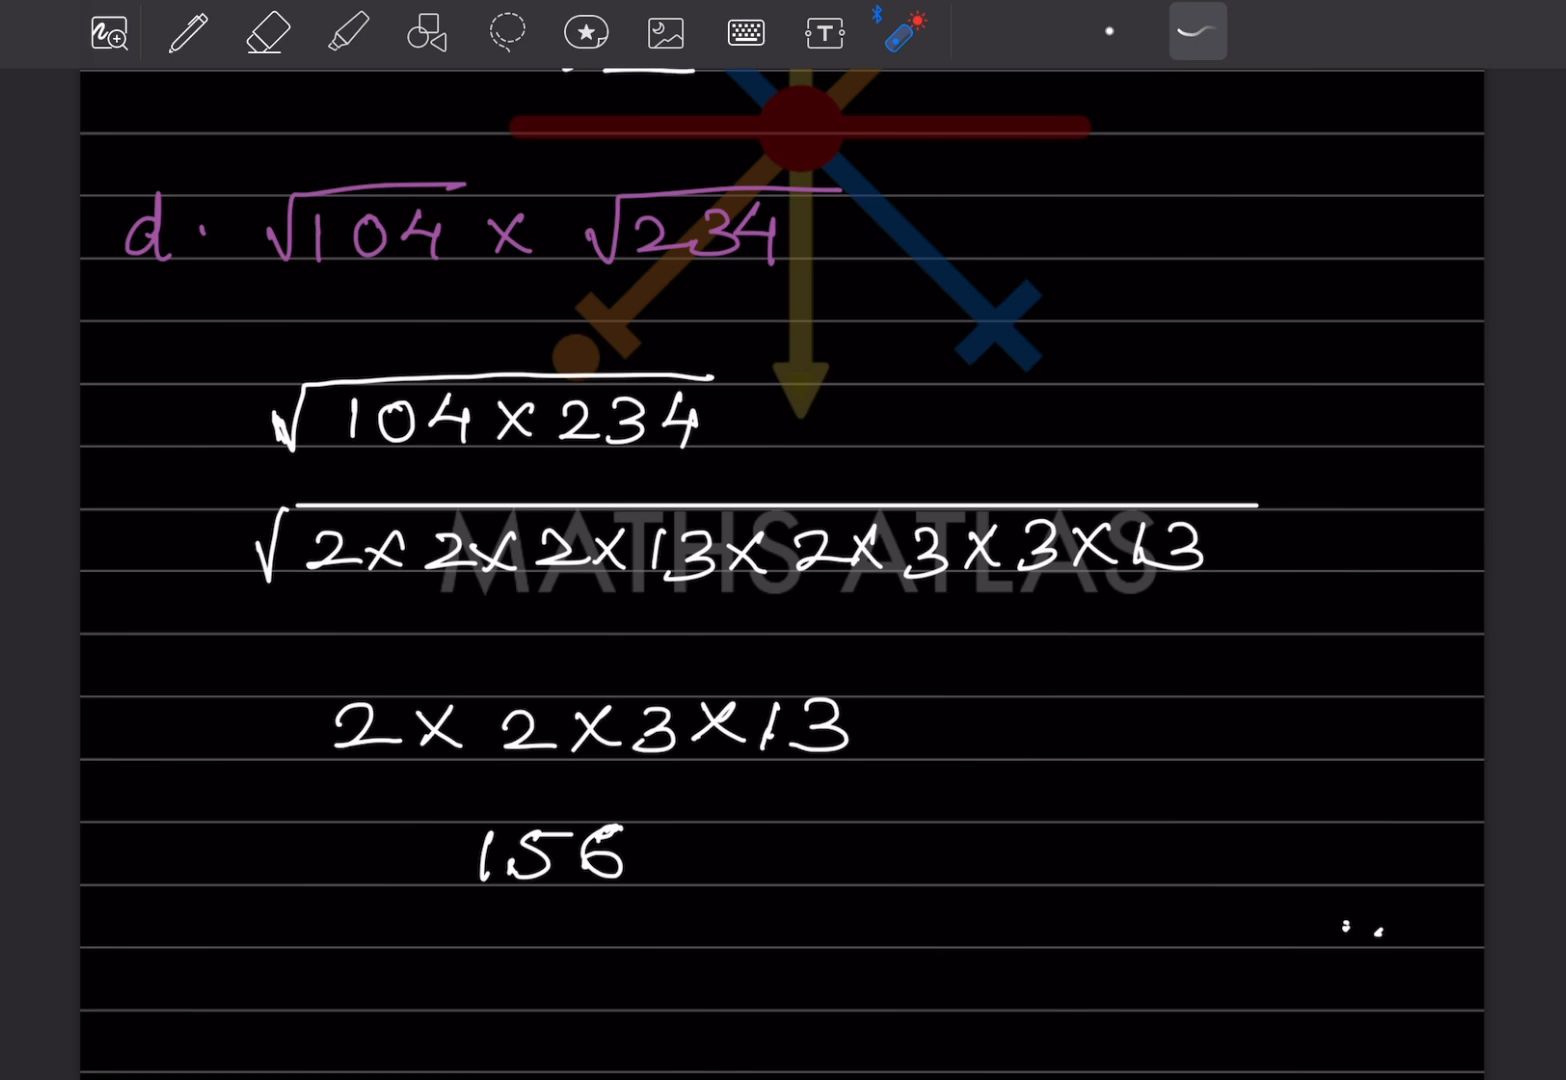 d. √104 × √234
√104 × 234
√2 × 2 × 2 × 13 × 2 × 3 × 3 × 13
MATHS ATLAS
2 × 2 × 3 × 13
156